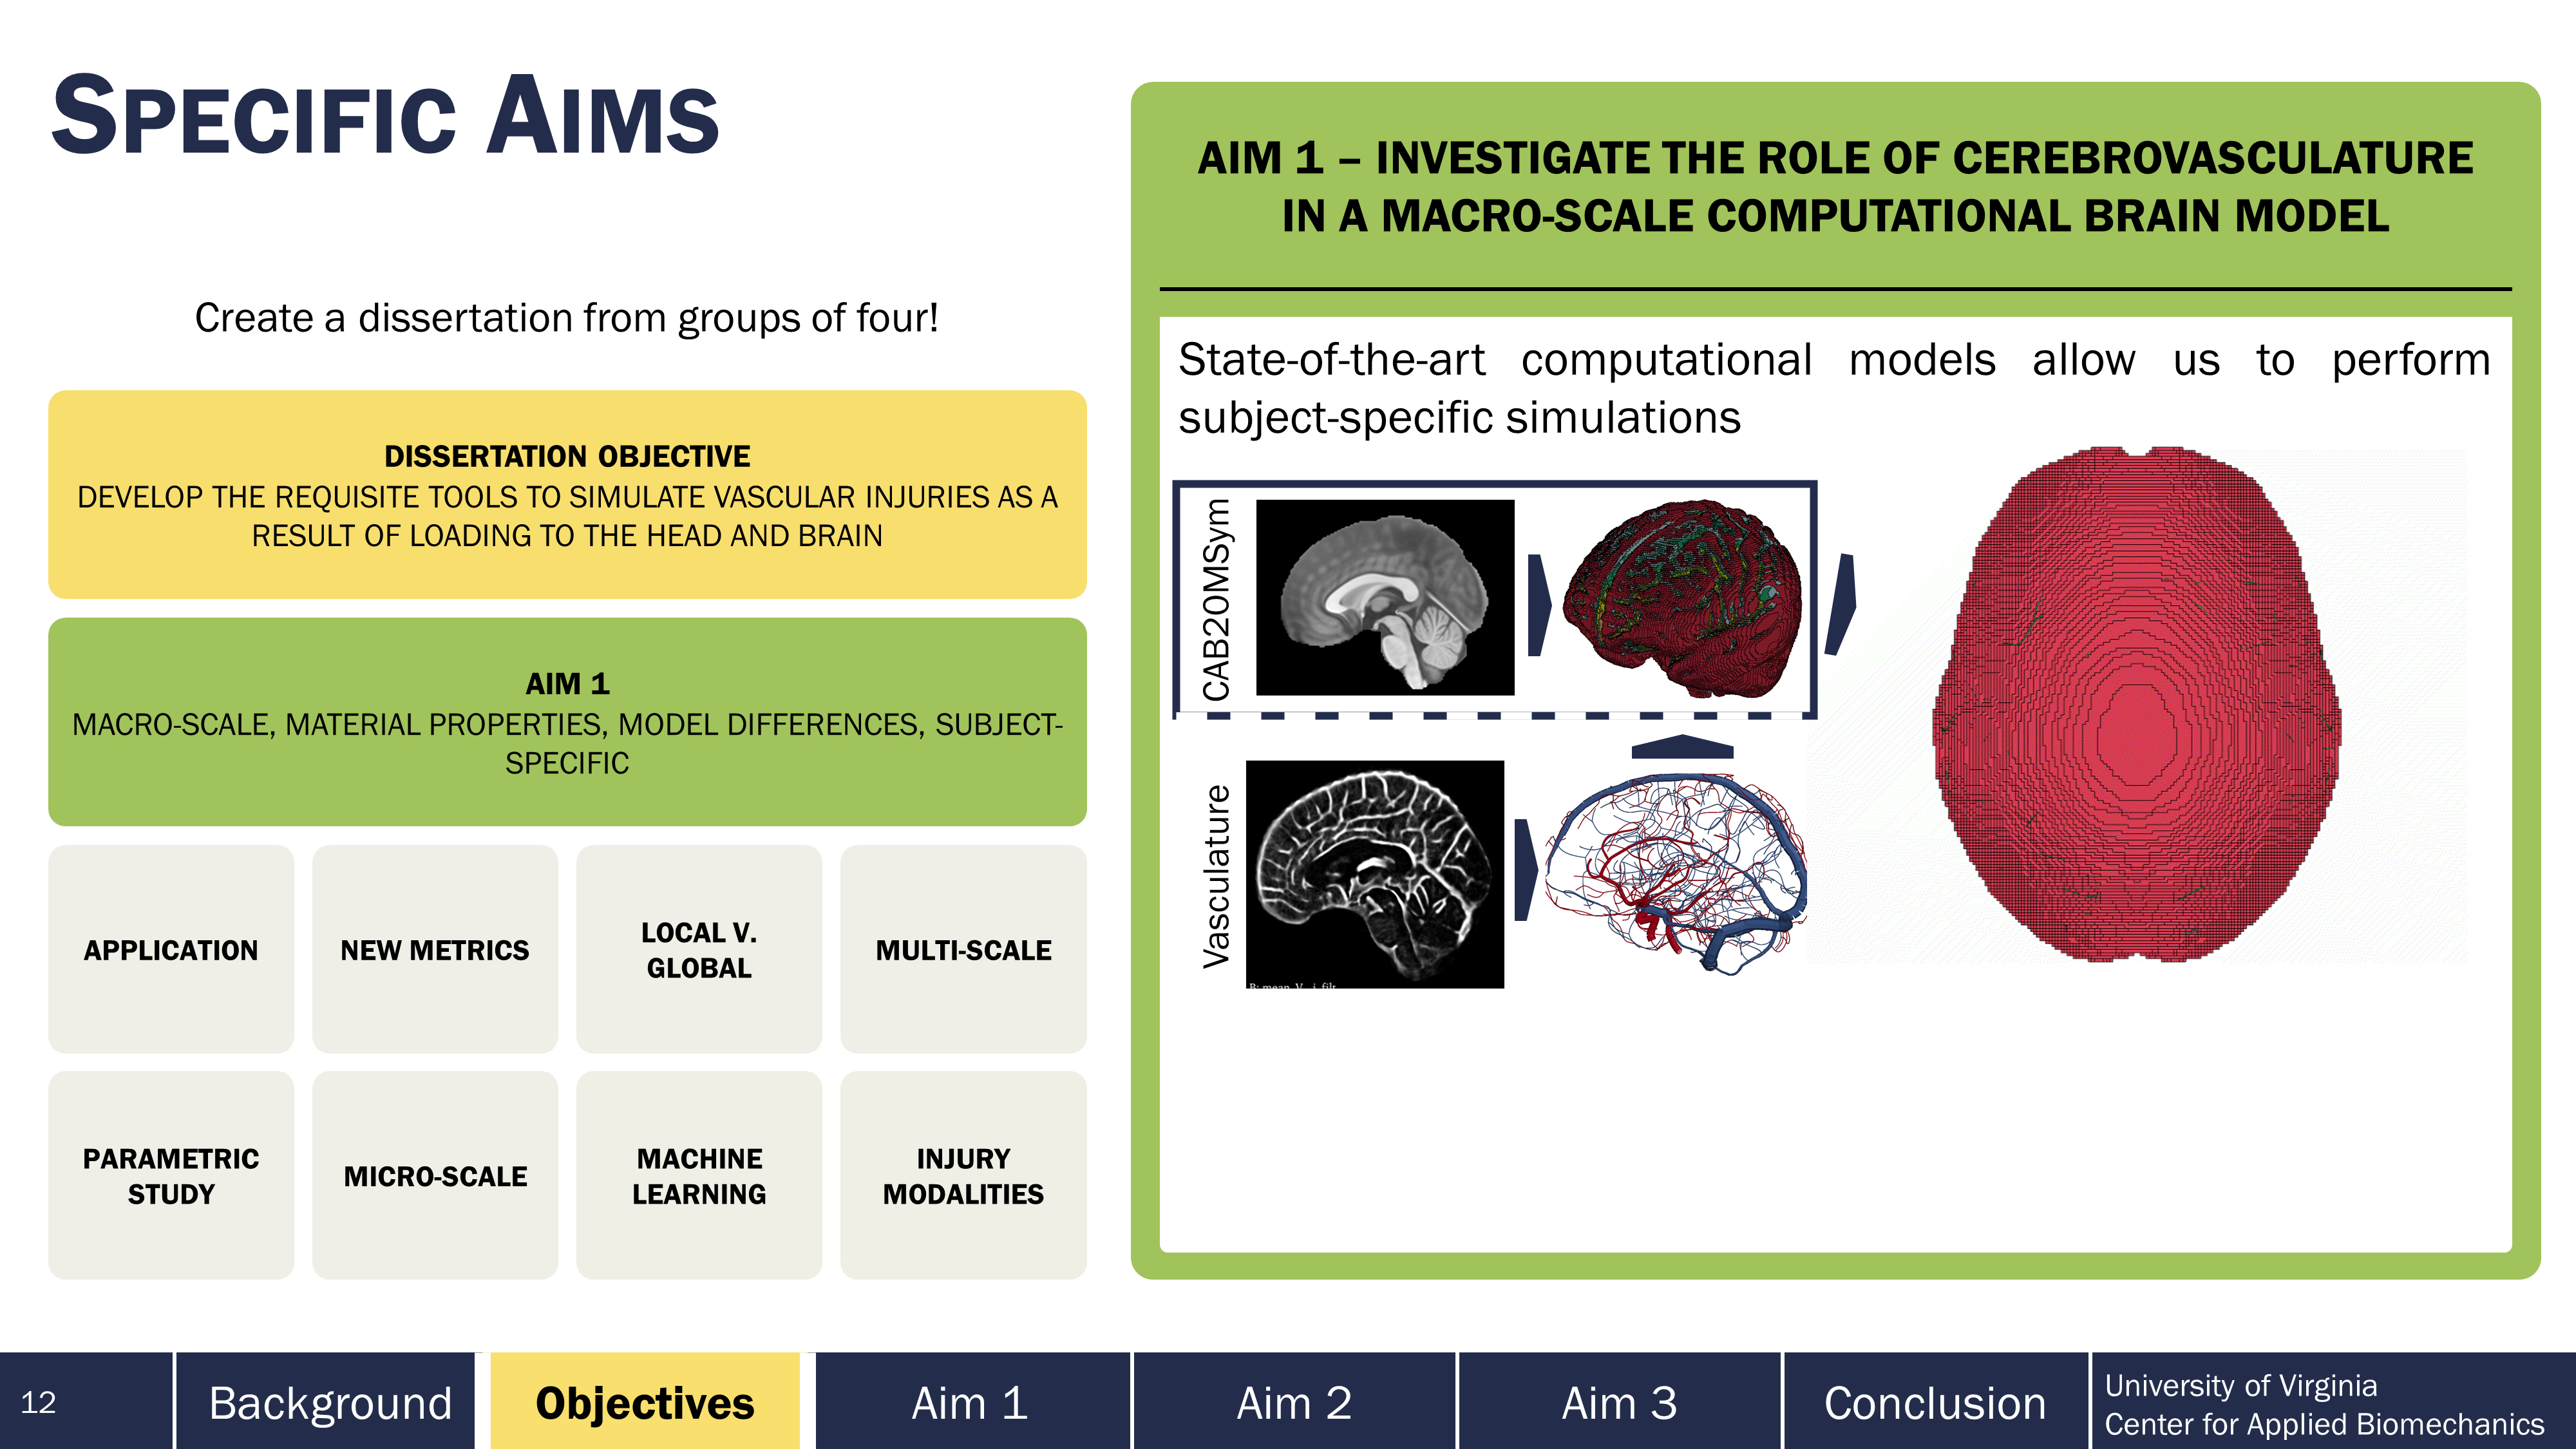 SPECIFIC AIMS
Create a dissertation from groups of four!
DISSERTATION OBJECTIVE
DEVELOP THE REQUISITE TOOLS TO SIMULATE VASCULAR INJURIES AS A
RESULT OF LOADING TO THE HEAD AND BRAIN
AIM 1
MACRO-SCALE, MATERIAL PROPERTIES, MODEL DIFFERENCES, SUBJECT-
SPECIFIC
APPLICATION
NEW METRICS
LOCAL V.
GLOBAL
MULTI-SCALE
PARAMETRIC
STUDY
MICRO-SCALE
MACHINE
LEARNING
INJURY
MODALITIES
AIM 1 – INVESTIGATE THE ROLE OF CEREBROVASCULATURE
IN A MACRO-SCALE COMPUTATIONAL BRAIN MODEL
State-of-the-art computational models allow us to perform
subject-specific simulations
CAB20MSym
Vasculature
B: mean V i filt
12
Background
Objectives
Aim 1
Aim 2
Aim 3
Conclusion
University of Virginia
Center for Applied Biomechanics